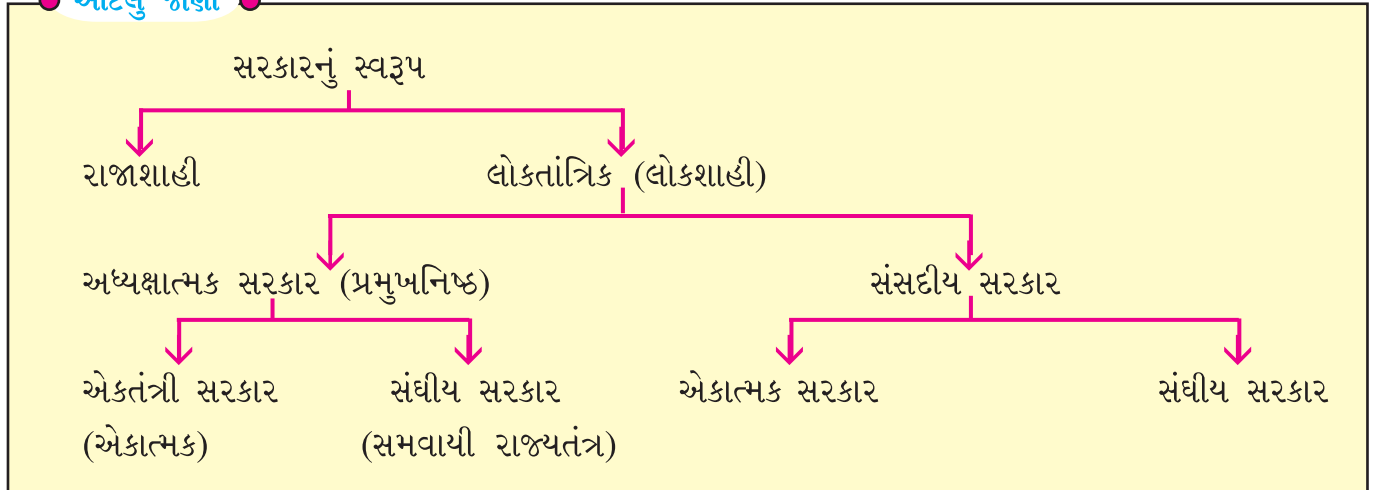 આટલું જાણો
સરકારનું સ્વરૂપ
રાજાશાહી લોકતાંત્રિક (લોકશાહી)
અધ્યક્ષાત્મક સરકાર (પ્રમુખનિષ્ઠ) સંસદીય સરકાર
એકતંત્રી સરકાર સંઘીય સરકાર એકાત્મક સરકાર સંઘીય સરકાર
(એકાત્મક) (સમવાયી રાજ્યતંત્ર)